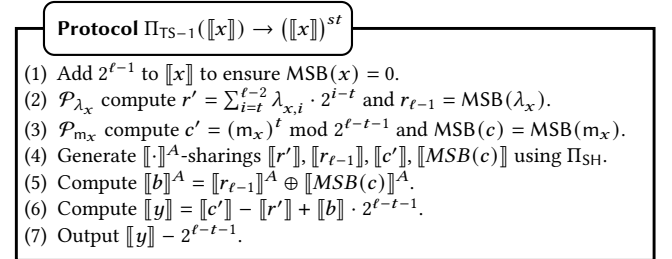 Protocol Π_TS−1(⟦x⟧) → (⟦x⟧)^st
(1) Add 2^{ℓ−1} to ⟦x⟧ to ensure MSB(x) = 0.
(2) 𝒫_{λ_x} compute r′ = ∑_{i=t}^{ℓ−2} λ_{x,i} · 2^{i−t} and r_{ℓ−1} = MSB(λ_x).
(3) 𝒫_{m_x} compute c′ = (m_x)^t mod 2^{ℓ−t−1} and MSB(c) = MSB(m_x).
(4) Generate ⟦·⟧^A-sharings ⟦r′⟧, ⟦r_{ℓ−1}⟧, ⟦c′⟧, ⟦MSB(c)⟧ using Π_SH.
(5) Compute ⟦b⟧^A = ⟦r_{ℓ−1}⟧^A ⊕ ⟦MSB(c)⟧^A.
(6) Compute ⟦y⟧ = ⟦c′⟧ − ⟦r′⟧ + ⟦b⟧ · 2^{ℓ−t−1}.
(7) Output ⟦y⟧ − 2^{ℓ−t−1}.